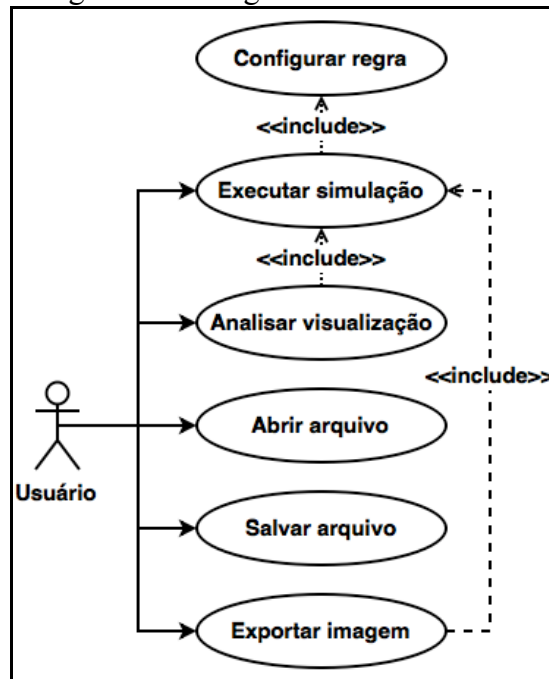 Configurar regra
<<include>>
Executar simulação
<<include>>
Analisar visualização
<<include>>
Abrir arquivo
Usuário
Salvar arquivo
Exportar imagem